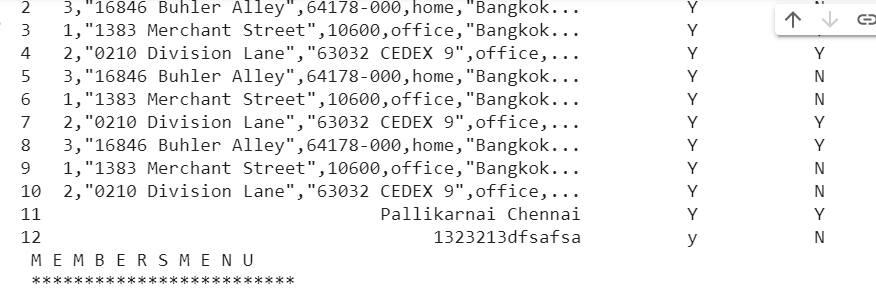 2 3,"16846 Buhler Alley",64178-000,home,"Bangkok... Y N
3 1,"1383 Merchant Street",10600,office,"Bangkok... Y
4 2,"0210 Division Lane","63032 CEDEX 9",office,... Y Y
5 3,"16846 Buhler Alley",64178-000,home,"Bangkok... Y N
6 1,"1383 Merchant Street",10600,office,"Bangkok... Y N
7 2,"0210 Division Lane","63032 CEDEX 9",office,... Y Y
8 3,"16846 Buhler Alley",64178-000,home,"Bangkok... Y Y
9 1,"1383 Merchant Street",10600,office,"Bangkok... Y N
10 2,"0210 Division Lane","63032 CEDEX 9",office,... Y N
11 Pallikarnai Chennai Y Y
12 1323213dfsafsa y N
M E M B E R S M E N U
*************************